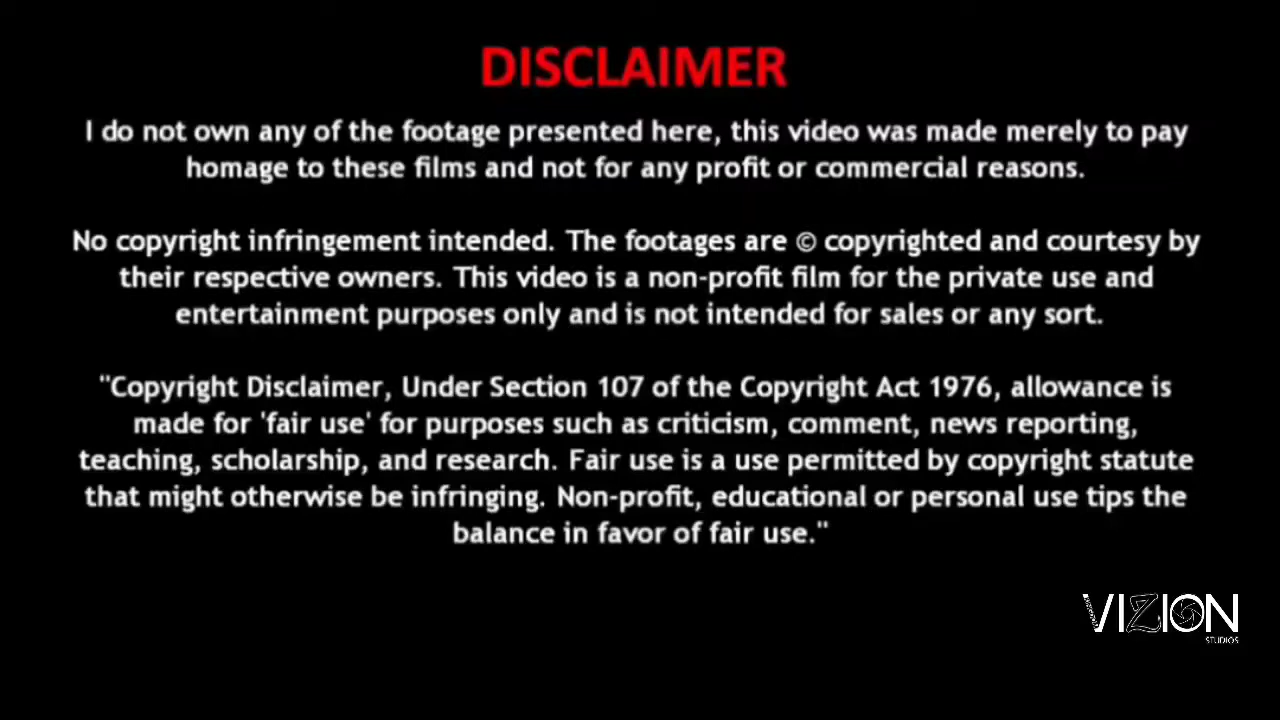 DISCLAIMER
I do not own any of the footage presented here, this video was made merely to pay
homage to these films and not for any profit or commercial reasons.
No copyright infringement intended. The footages are © copyrighted and courtesy by
their respective owners. This video is a non-profit film for the private use and
entertainment purposes only and is not intended for sales or any sort.
"Copyright Disclaimer, Under Section 107 of the Copyright Act 1976, allowance is
made for 'fair use' for purposes such as criticism, comment, news reporting,
teaching, scholarship, and research. Fair use is a use permitted by copyright statute
that might otherwise be infringing. Non-profit, educational or personal use tips the
balance in favor of fair use."
VIZION
STUDIOS